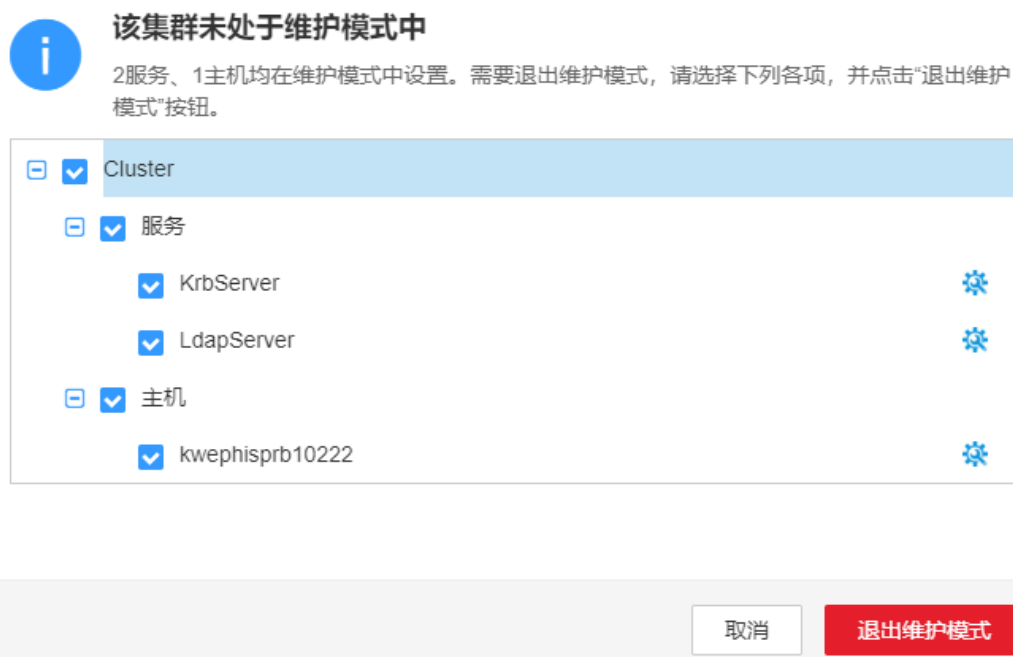 该集群未处于维护模式中
2服务、1主机均在维护模式中设置。需要退出维护模式，请选择下列各项，并点击“退出维护
模式”按钮。
Cluster
服务
KrbServer
LdapServer
主机
kwephisprb10222
取消
退出维护模式